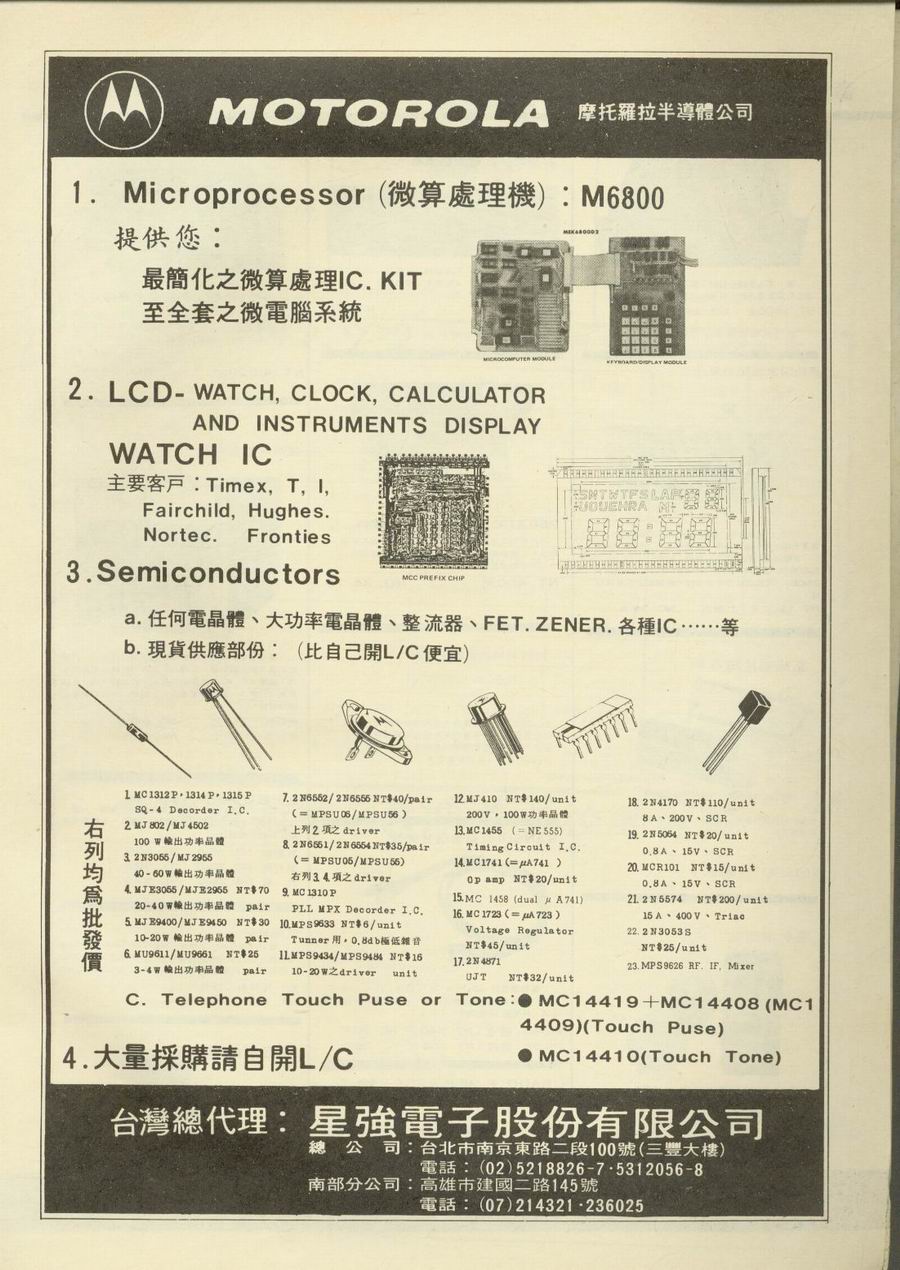 MOTOROLA 摩托羅拉半導體公司
1. Microprocessor (微算處理機)：M6800
提供您：
最簡化之微算處理IC. KIT
至全套之微電腦系統
MEK6800D2
MICROCOMPUTER MODULE
KEYBOARD/DISPLAY MODULE
2. LCD- WATCH, CLOCK, CALCULATOR
AND INSTRUMENTS DISPLAY
WATCH IC
主要客戶：Timex, T, I,
Fairchild, Hughes.
Nortec. Fronties
MCC PREFIX CHIP
3.Semiconductors
a. 任何電晶體、大功率電晶體、整流器、FET. ZENER. 各種IC……等
b. 現貨供應部份：(比自己開L/C便宜)
右列均為批發價
1. MC1312P，1314P，1315P
SQ-4 Decorder I.C.
2. MJ802/MJ4502
100W輸出功率晶體
3. 2N3055/MJ2955
40-60W輸出功率晶體
4. MJE3055/MJE2955 NT$70
20-40W輸出功率晶體 pair
5. MJE9400/MJE9450 NT$30
10-20W輸出功率晶體 pair
6. MU9611/MU9661 NT$25
3-4W輸出功率晶體 pair
7. 2N6552/2N6555 NT$40/pair
(=MPSU06/MPSU56)
上列2.項之driver
8. 2N6551/2N6554 NT$35/pair
(=MPSU05/MPSU55)
右列3.4.項之driver
9. MC1310P
PLL MPX Decorder I.C.
10.MPS9633 NT$6/unit
Tunner用，0.8db極低雜音
11.MPS9434/MPS9484 NT$16
10-20W之driver unit
12.MJ410 NT$140/unit
200V，100W功率晶體
13.MC1455 (=NE555)
Timing Circuit I.C.
14.MC1741(=μA741)
Op amp NT$20/unit
15.MC 1458 (dual μA741)
16.MC1723(=μA723)
Voltage Regulator
NT$45/unit
17.2N4871
UJT NT$32/unit
18. 2N4170 NT$110/unit
8A、200V、SCR
19. 2N5064 NT$20/unit
0.8A、15V、SCR
20. MCR101 NT$15/unit
0.8A、15V、SCR
21. 2N5574 NT$200/unit
15A、400V、Triac
22. 2N3053S
NT$25/unit
23.MPS9626 RF. IF, Mixer
C. Telephone Touch Puse or Tone:● MC14419+MC14408(MC1
4409)(Touch Puse)
● MC14410(Touch Tone)
4.大量採購請自開L/C
台灣總代理：星強電子股份有限公司
總公司：台北市南京東路二段100號(三豐大樓)
電話：(02)5218826-7·5312056-8
南部分公司：高雄市建國二路145號
電話：(07)214321·236025